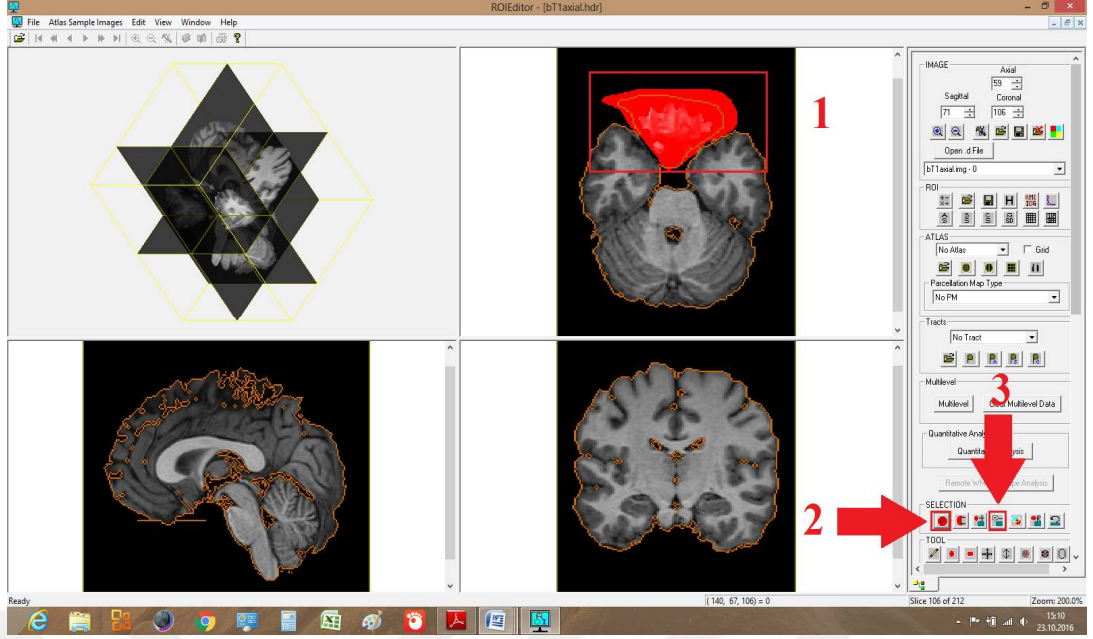 ROIEditor - [bT1axial.hdr]
File Atlas Sample Images Edit View Window Help
1
IMAGE
Axial
59
Sagittal Coronal
71 106
Open .d File
bT1axial.img - 0
ROI
ATLAS
No Atlas Grid
Parcellation Map Type
No PM
Tracts
No Tract
Multilevel
3
Multilevel Multilevel Data
Quantitative
Remote
SELECTION
2
TOOL
Ready
( 140, 67, 106) = 0
Slice 106 of 212
Zoom: 200.0%
15:10
23.10.2016